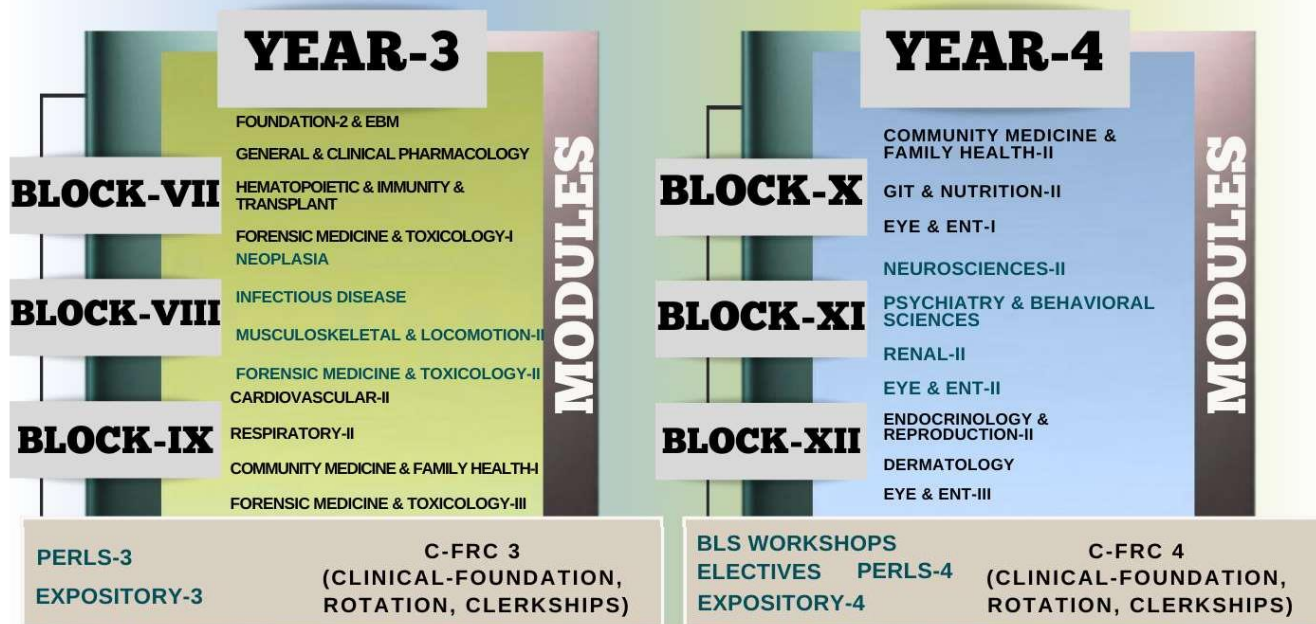 YEAR-3
FOUNDATION-2 & EBM
GENERAL & CLINICAL PHARMACOLOGY
BLOCK-VII
HEMATOPOIETIC & IMMUNITY &
TRANSPLANT
FORENSIC MEDICINE & TOXICOLOGY-I
NEOPLASIA
BLOCK-VIII
INFECTIOUS DISEASE
MUSCULOSKELETAL & LOCOMOTION-II
FORENSIC MEDICINE & TOXICOLOGY-II
CARDIOVASCULAR-II
BLOCK-IX
RESPIRATORY-II
COMMUNITY MEDICINE & FAMILY HEALTH-I
FORENSIC MEDICINE & TOXICOLOGY-III
MODULES
PERLS-3
EXPOSITORY-3
C-FRC 3
(CLINICAL-FOUNDATION,
ROTATION, CLERKSHIPS)
YEAR-4
COMMUNITY MEDICINE &
FAMILY HEALTH-II
BLOCK-X
GIT & NUTRITION-II
EYE & ENT-I
NEUROSCIENCES-II
BLOCK-XI
PSYCHIATRY & BEHAVIORAL
SCIENCES
RENAL-II
EYE & ENT-II
BLOCK-XII
ENDOCRINOLOGY &
REPRODUCTION-II
DERMATOLOGY
EYE & ENT-III
MODULES
BLS WORKSHOPS
ELECTIVES PERLS-4
EXPOSITORY-4
C-FRC 4
(CLINICAL-FOUNDATION,
ROTATION, CLERKSHIPS)